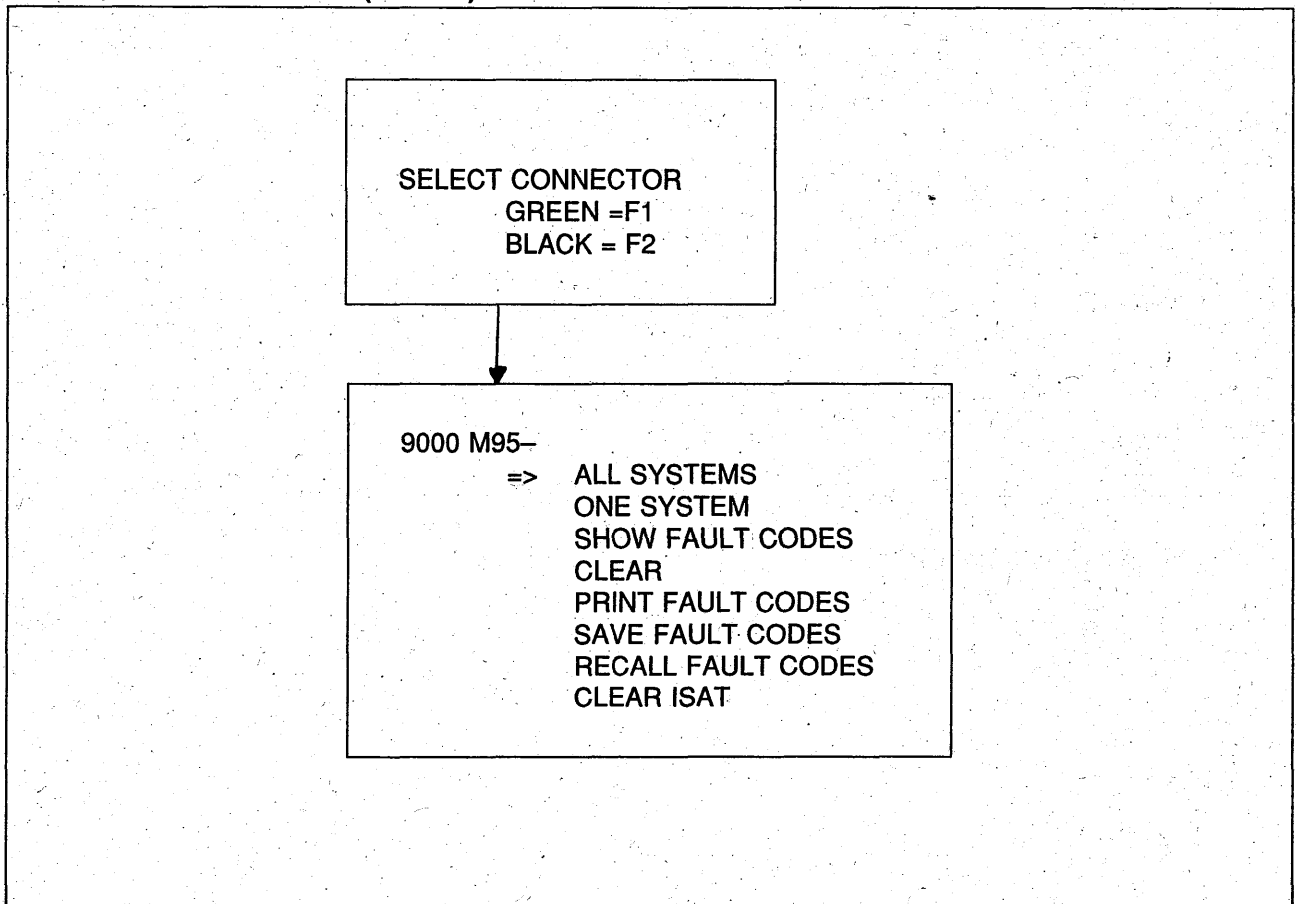 SELECT CONNECTOR
GREEN =F1
BLACK = F2
9000 M95–
=> ALL SYSTEMS
ONE SYSTEM
SHOW FAULT CODES
CLEAR
PRINT FAULT CODES
SAVE FAULT CODES
RECALL FAULT CODES
CLEAR ISAT